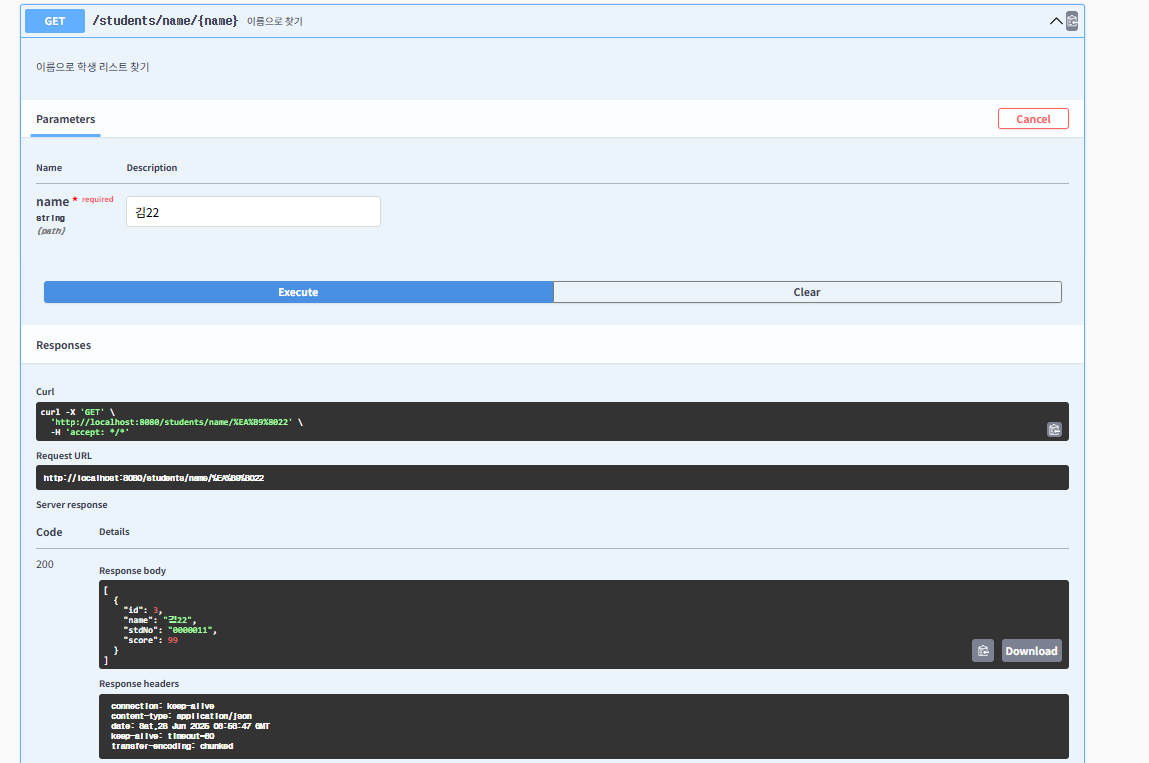 GET /students/name/{name} 이름으로 찾기
이름으로 학생 리스트 찾기
Parameters Cancel
Name Description
name * required 김22
string
(path)
Execute Clear
Responses
Curl
curl -X 'GET' \
'http://localhost:8080/students/name/%EA%B9%8022' \
-H 'accept: */*'
Request URL
http://localhost:8080/students/name/%EA%B9%8022
Server response
Code Details
200
Response body
[
{
"id": 3,
"name": "김22",
"stdNo": "0000011",
"score": 99
}
]
Download
Response headers
connection: keep-alive
content-type: application/json
date: Sat,28 Jun 2025 06:56:47 GMT
keep-alive: timeout=60
transfer-encoding: chunked